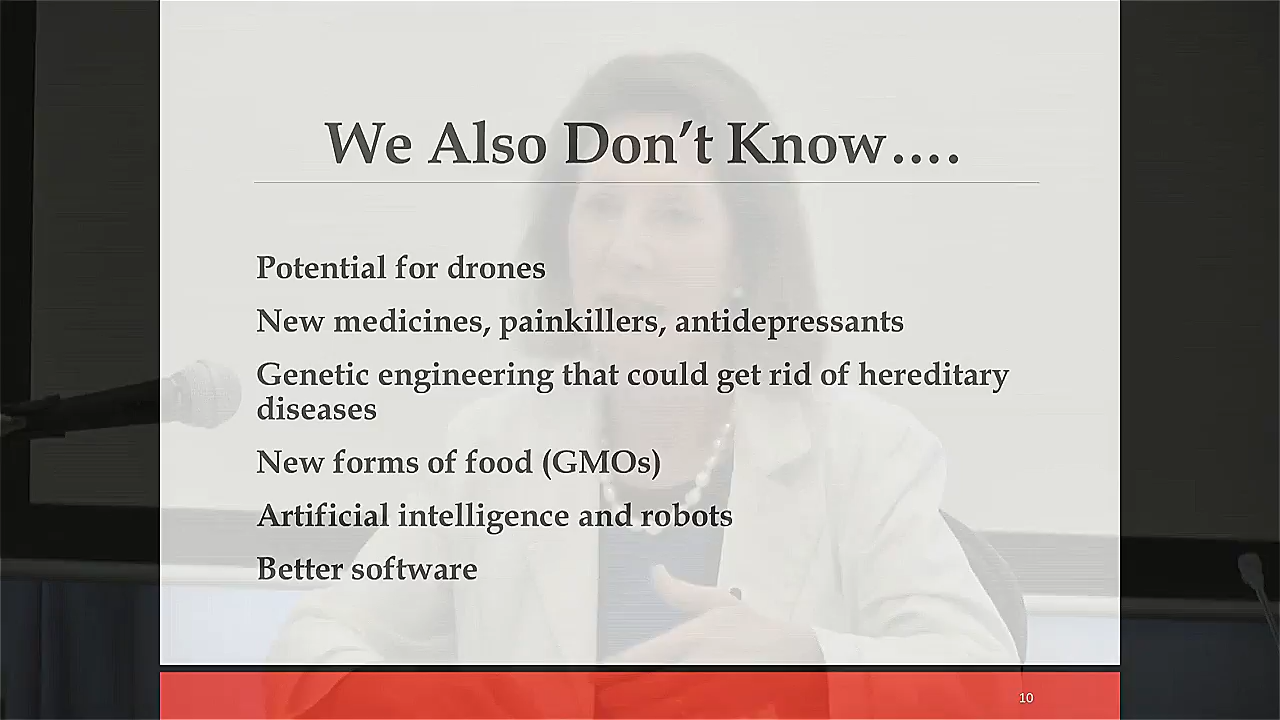 We Also Don’t Know….
Potential for drones
New medicines, painkillers, antidepressants
Genetic engineering that could get rid of hereditary
diseases
New forms of food (GMOs)
Artificial intelligence and robots
Better software
10